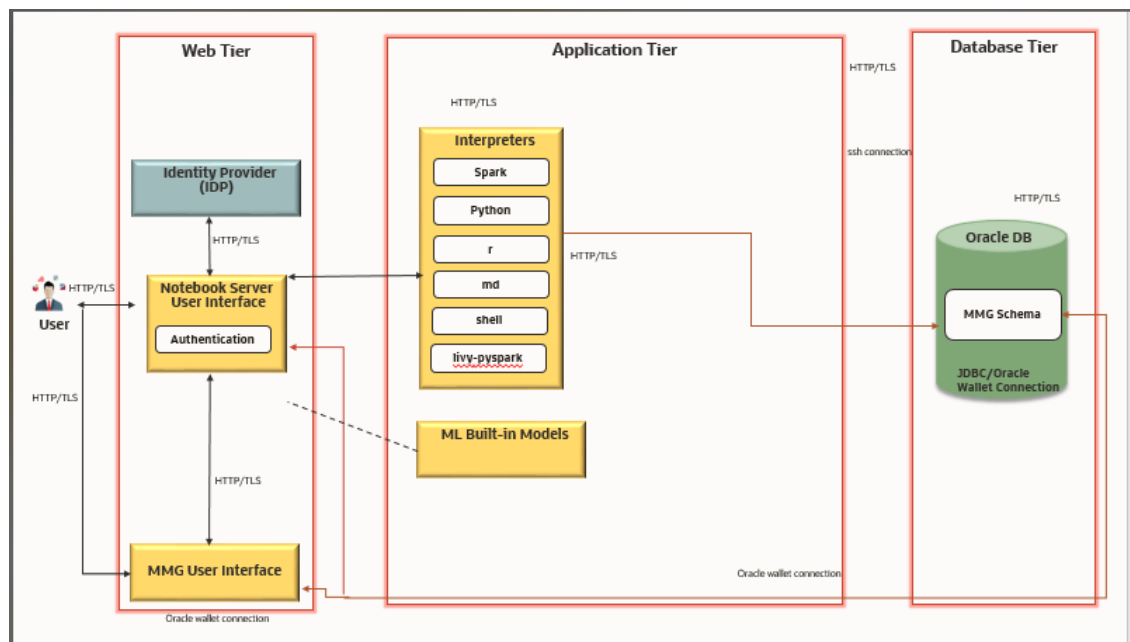 Web Tier
Application Tier
Database Tier
HTTP/TLS
HTTP/TLS
Interpreters
ssh connection
Identity Provider
(IDP)
Spark
HTTP/TLS
Python
HTTP/TLS
Oracle DB
r
HTTP/TLS
HTTP/TLS
Notebook Server
User Interface
md
User
Authentication
shell
MMG Schema
livy-pyspark
JDBC/Oracle
Wallet Connection
HTTP/TLS
ML Built-in Models
HTTP/TLS
MMG User Interface
Oracle wallet connection
Oracle wallet connection